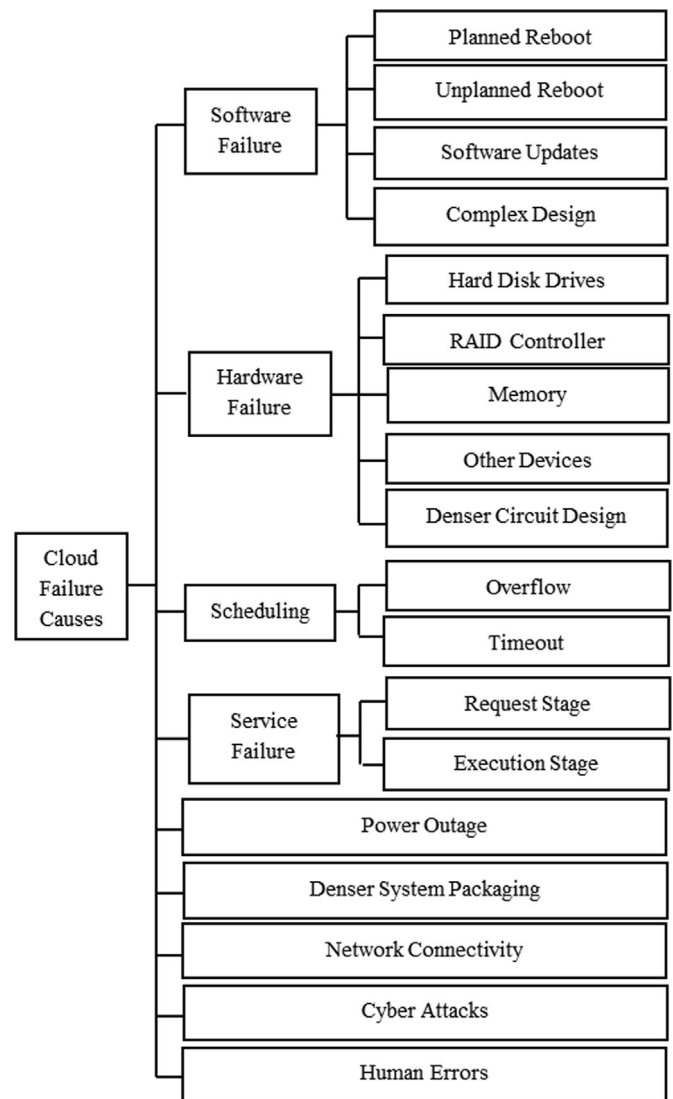 Cloud
Failure
Causes
Software
Failure
Planned Reboot
Unplanned Reboot
Software Updates
Complex Design
Hardware
Failure
Hard Disk Drives
RAID Controller
Memory
Other Devices
Denser Circuit Design
Scheduling
Overflow
Timeout
Service
Failure
Request Stage
Execution Stage
Power Outage
Denser System Packaging
Network Connectivity
Cyber Attacks
Human Errors